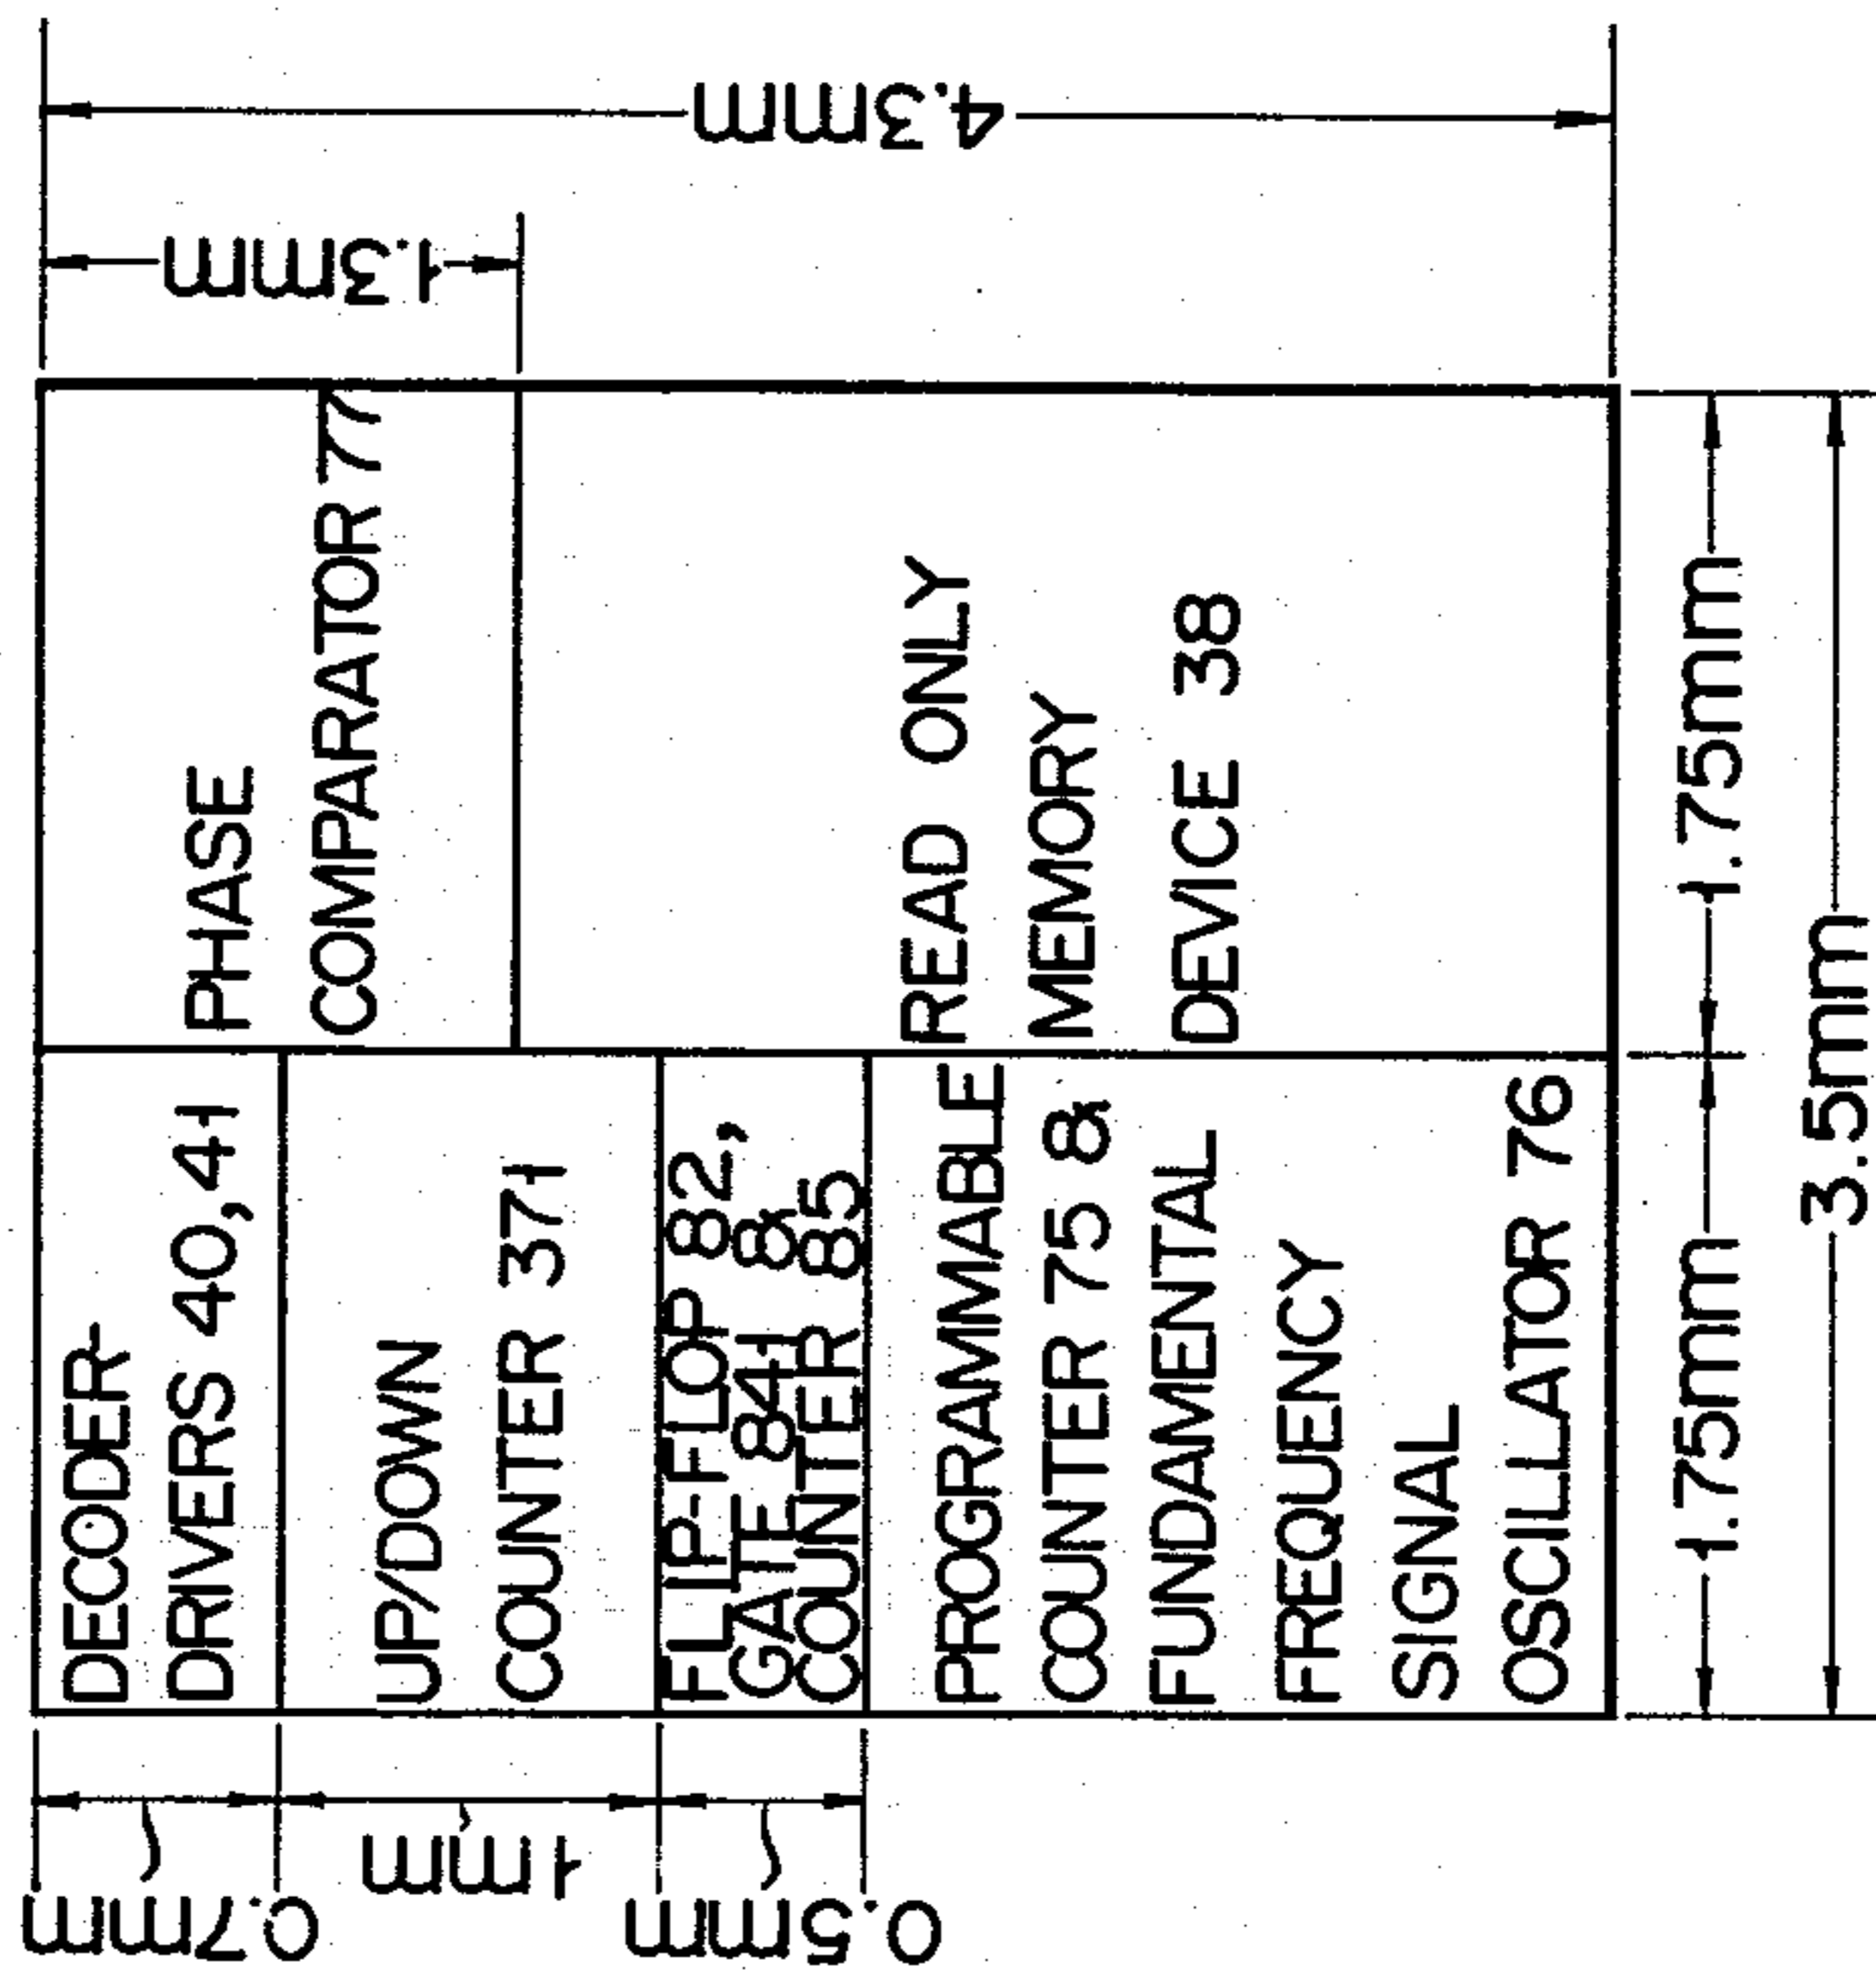 DECODER-
DRIVERS 40, 41
UP/DOWN
COUNTER 371
FLIP-FLOP 82,
GATE 841 &
COUNTER 85
PROGRAMMABLE
COUNTER 75 &
FUNDAMENTAL
FREQUENCY
SIGNAL
OSCILLATOR 76
PHASE
COMPARATOR 77
READ ONLY
MEMORY
DEVICE 38
0.7mm
1mm
0.5mm
1.3mm
4.3mm
1.75mm
1.75mm
3.5mm